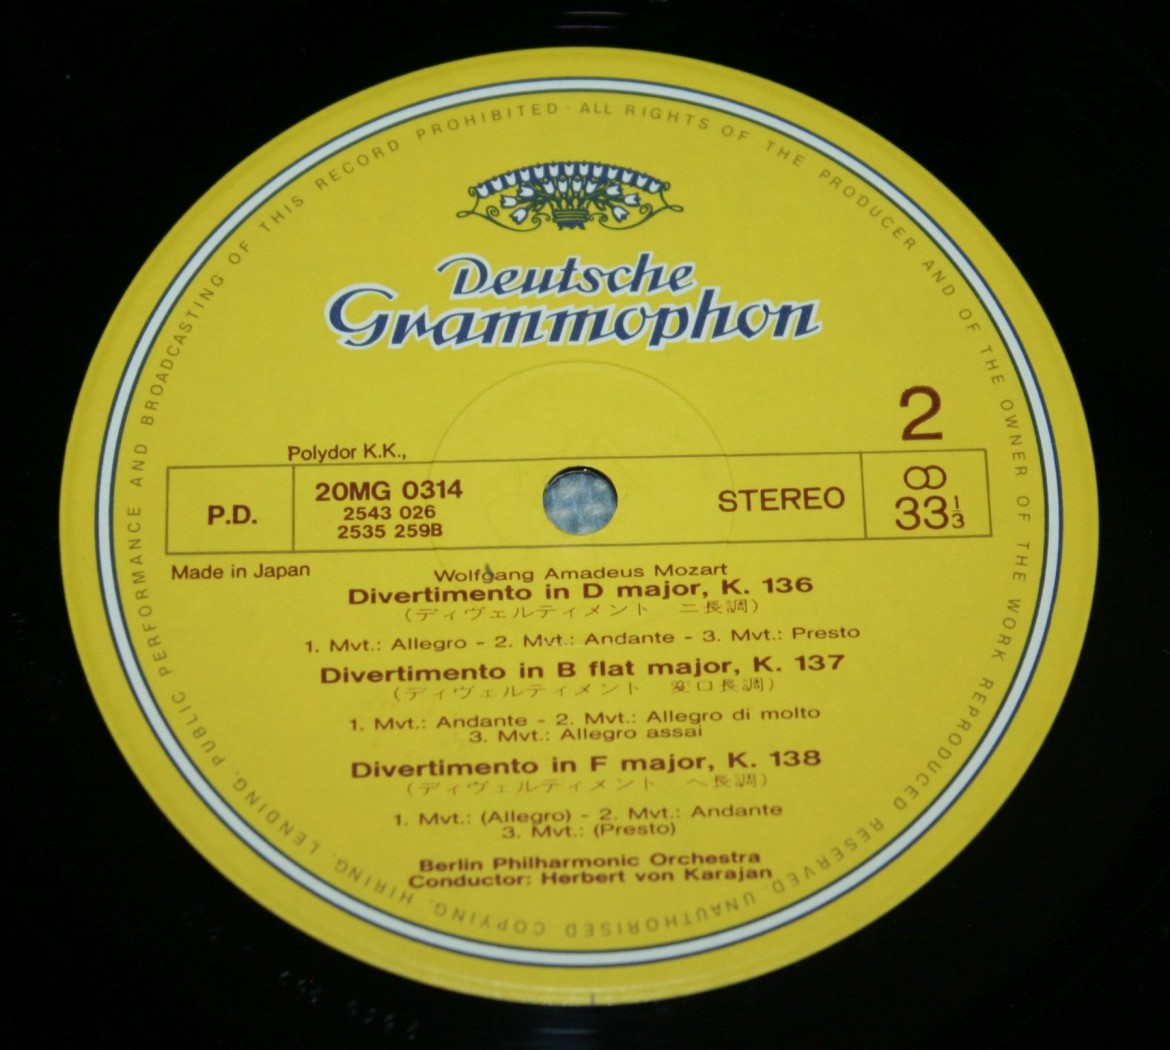 PUBLIC PERFORMANCE AND BROADCASTING OF THIS RECORD PROHIBITED · ALL RIGHTS OF THE PRODUCER AND OF THE OWNER OF THE WORK REPRODUCED RESERVED. UNAUTHORISED COPYING, HIRING, LENDING,
Deutsche
Grammophon
2
Polydor K.K.,
P.D.
20MG 0314
2543 026
2535 259B
STEREO
33 1/3
Made in Japan
Wolfgang Amadeus Mozart
Divertimento in D major, K. 136
(ディヴェルティメント ニ長調)
1. Mvt.: Allegro - 2. Mvt.: Andante - 3. Mvt.: Presto
Divertimento in B flat major, K. 137
(ディヴェルティメント 変ロ長調)
1. Mvt.: Andante - 2. Mvt.: Allegro di molto
3. Mvt.: Allegro assai
Divertimento in F major, K. 138
(ディヴェルティメント ヘ長調)
1. Mvt.: (Allegro) - 2. Mvt.: Andante
3. Mvt.: (Presto)
Berlin Philharmonic Orchestra
Conductor: Herbert von Karajan